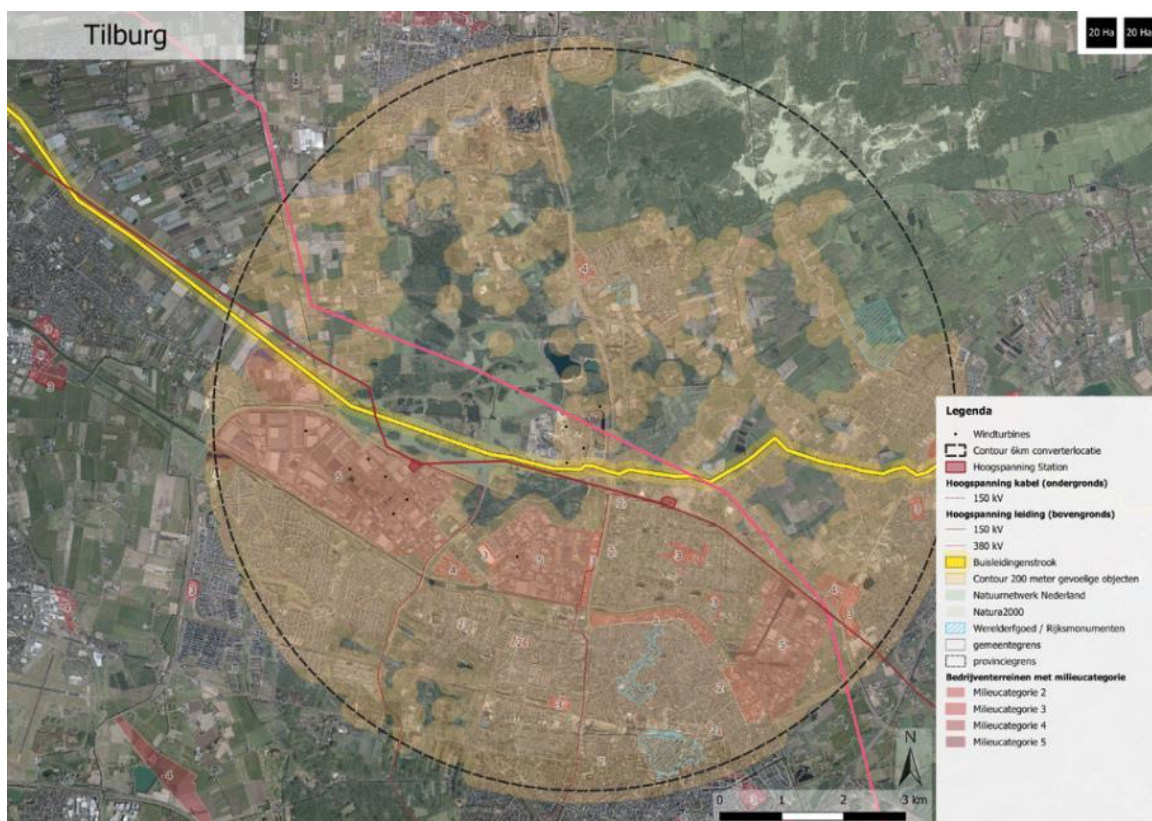 Tilburg
20 Ha 20 Ha
Legenda
Windturbines
Contour 6km converterlocatie
Hoogspanning Station
Hoogspanning kabel (ondergronds)
150 kV
Hoogspanning leiding (bovengronds)
150 kV
380 kV
Buisleidingenstrook
Contour 200 meter gevoelige objecten
Natuurnetwerk Nederland
Natura2000
Werelderfgoed / Rijksmonumenten
gemeentegrens
provinciegrens
Bedrijventerreinen met milieucategorie
Milieucategorie 2
Milieucategorie 3
Milieucategorie 4
Milieucategorie 5
N
0 1 2 3 km